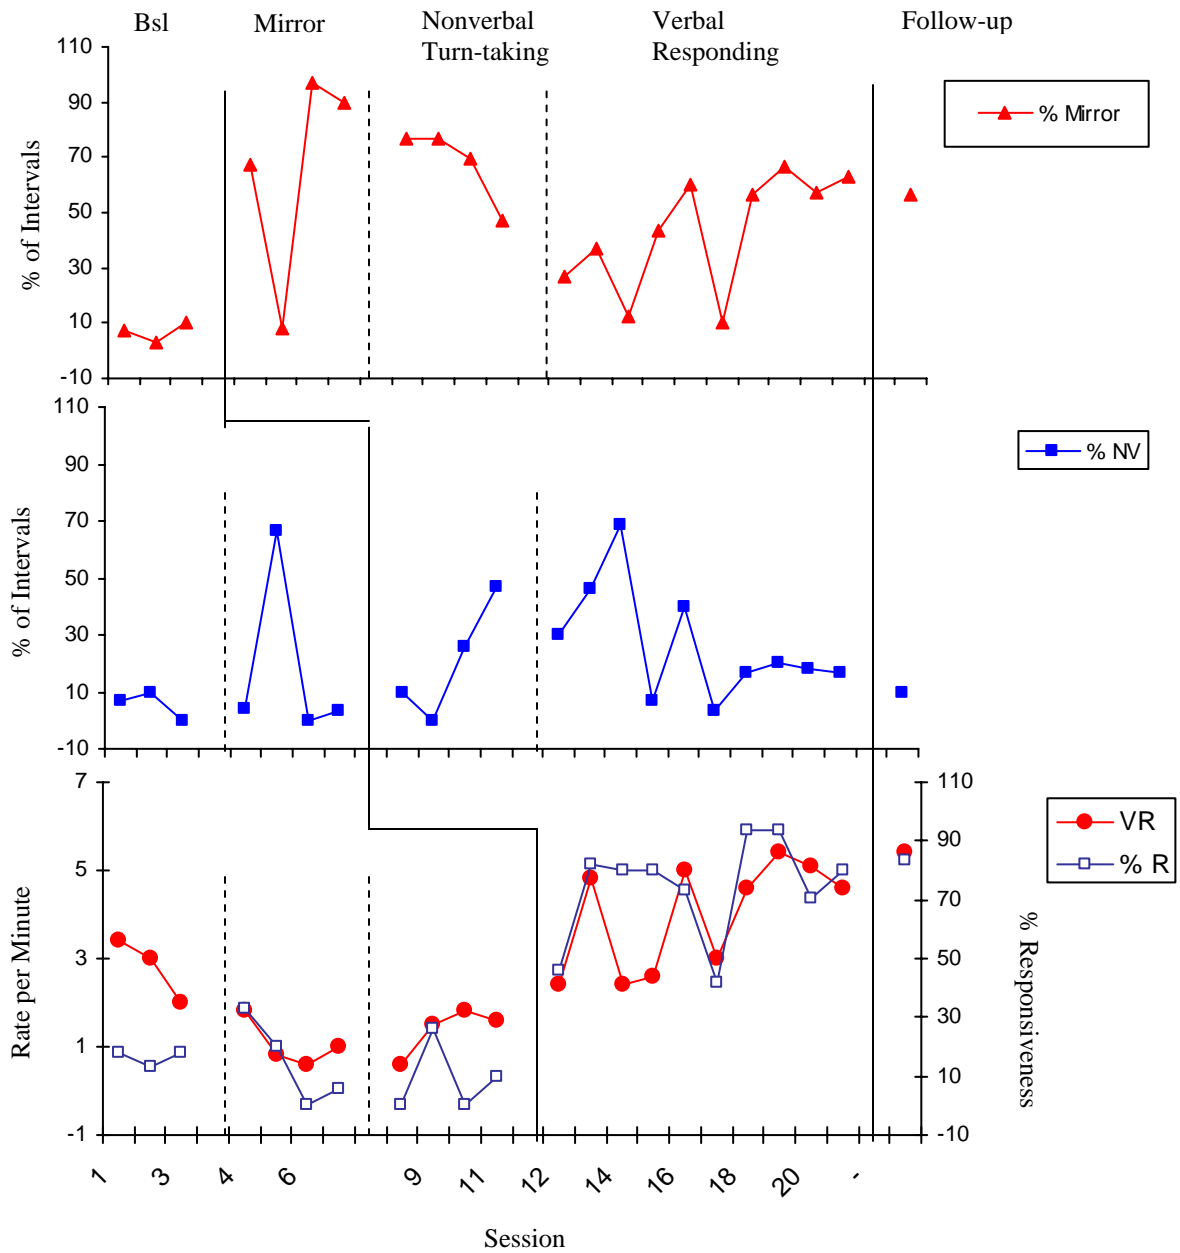 Bsl
Mirror
Nonverbal
Turn-taking
Verbal
Responding
Follow-up
110
90
70
50
30
10
-10
% of Intervals
% Mirror
110
90
70
50
30
10
-10
% of Intervals
% NV
7
5
3
1
-1
Rate per Minute
110
90
70
50
30
10
-10
% Responsiveness
VR
% R
1
3
4
6
9
11
12
14
16
18
20
-
Session